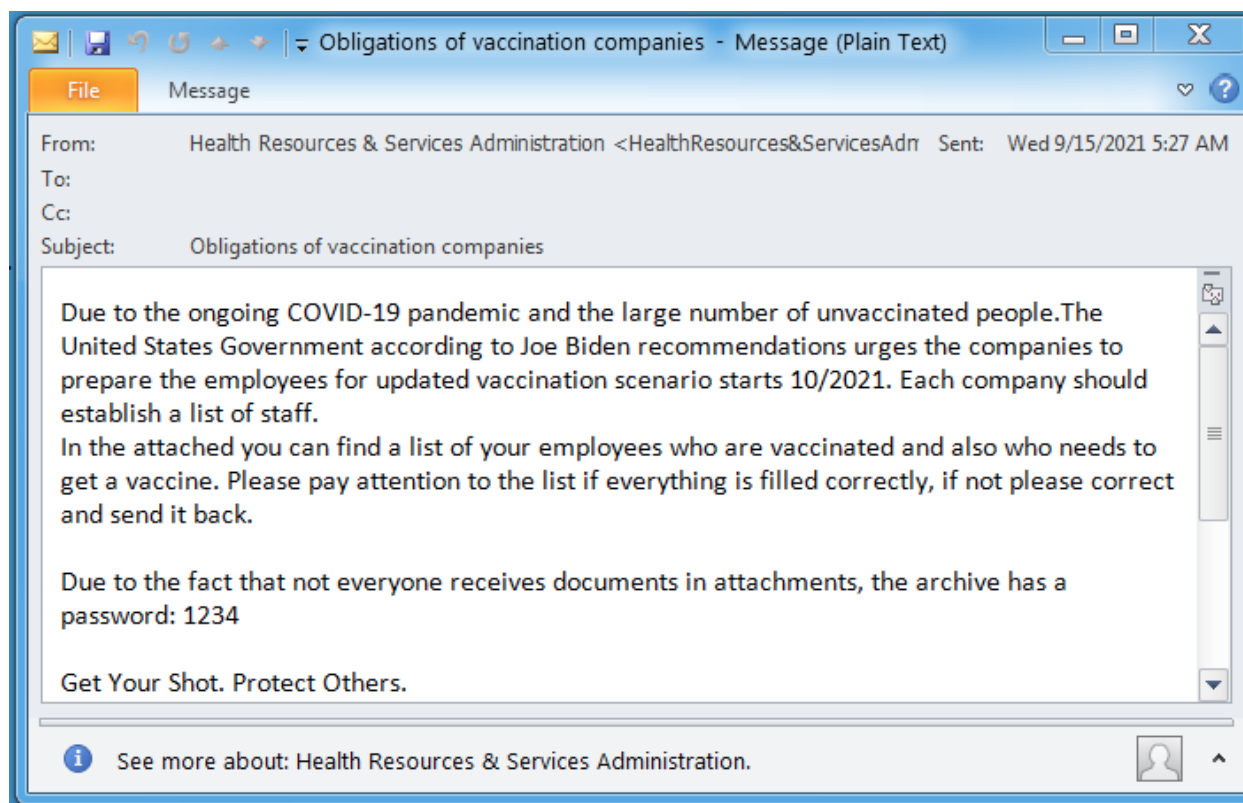 Obligations of vaccination companies - Message (Plain Text)
File Message
From: Health Resources & Services Administration <HealthResources&ServicesAdm Sent: Wed 9/15/2021 5:27 AM
To:
Cc:
Subject: Obligations of vaccination companies
Due to the ongoing COVID-19 pandemic and the large number of unvaccinated people.The
United States Government according to Joe Biden recommendations urges the companies to
prepare the employees for updated vaccination scenario starts 10/2021. Each company should
establish a list of staff.
In the attached you can find a list of your employees who are vaccinated and also who needs to
get a vaccine. Please pay attention to the list if everything is filled correctly, if not please correct
and send it back.
Due to the fact that not everyone receives documents in attachments, the archive has a
password: 1234
Get Your Shot. Protect Others.
See more about: Health Resources & Services Administration.